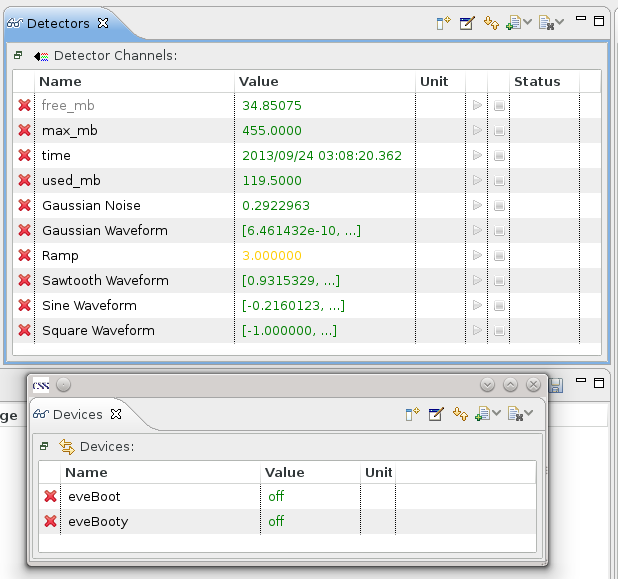 Detectors
Detector Channels:
Name Value Unit Status
free_mb 34.85075
max_mb 455.0000
time 2013/09/24 03:08:20.362
used_mb 119.5000
Gaussian Noise 0.2922963
Gaussian Waveform [6.461432e-10, ...]
Ramp 3.000000
Sawtooth Waveform [0.9315329, ...]
Sine Waveform [-0.2160123, ...]
Square Waveform [-1.000000, ...]
CSS
ge
Devices
Devices:
Name Value Unit
eveBoot off
eveBooty off